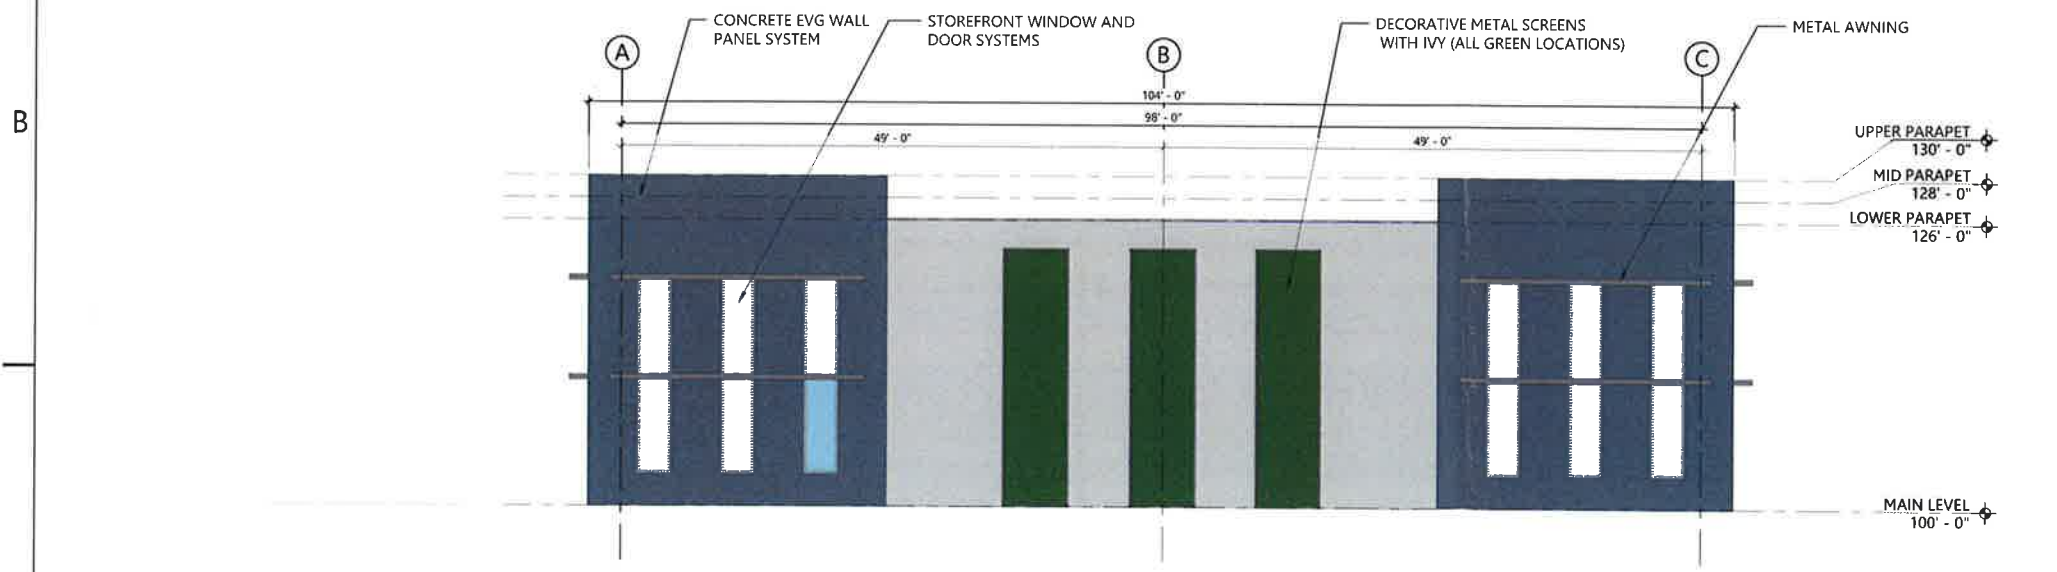 CONCRETE EVG WALL
PANEL SYSTEM
STOREFRONT WINDOW AND
DOOR SYSTEMS
DECORATIVE METAL SCREENS
WITH IVY (ALL GREEN LOCATIONS)
METAL AWNING
A
B
C
104' - 0"
98' - 0"
49' - 0"
49' - 0"
B
UPPER PARAPET
130' - 0"
MID PARAPET
128' - 0"
LOWER PARAPET
126' - 0"
MAIN LEVEL
100' - 0"